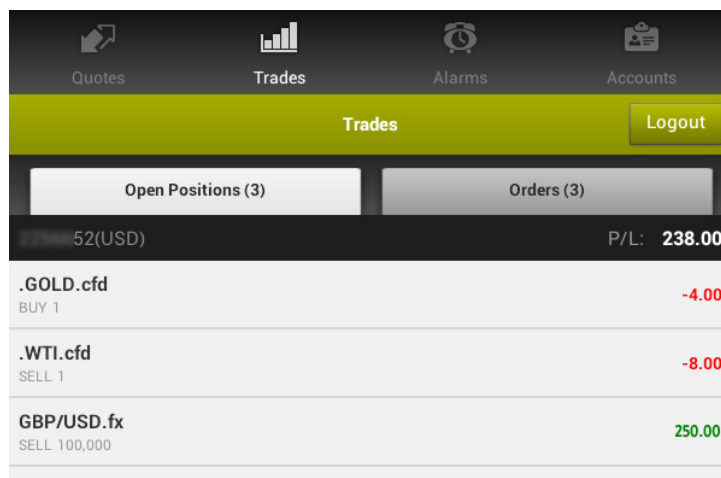 Quotes Trades Alarms Accounts
Trades Logout
Open Positions (3) Orders (3)
52(USD) P/L: 238.00
.GOLD.cfd
-4.00
BUY 1
.WTI.cfd
-8.00
SELL 1
GBP/USD.fx
250.00
SELL 100,000